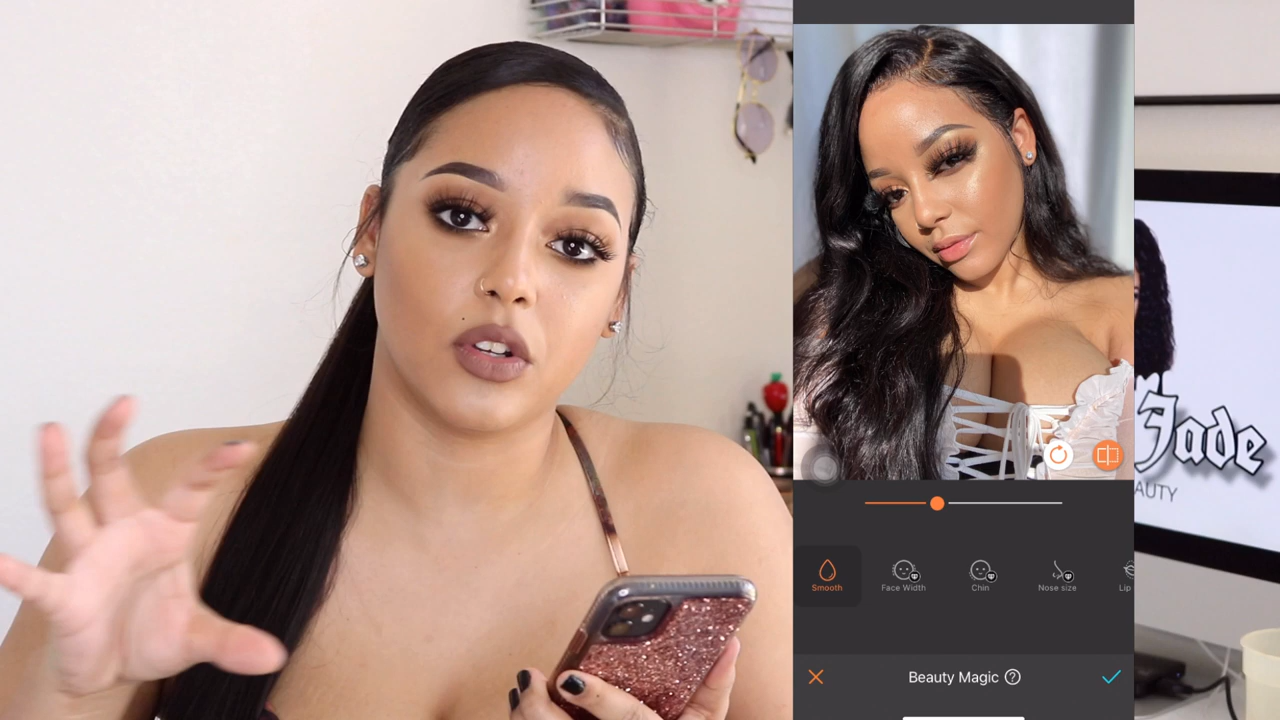 Jade
AUTY
Smooth
Face Width
Chin
Nose size
Lip
Beauty Magic